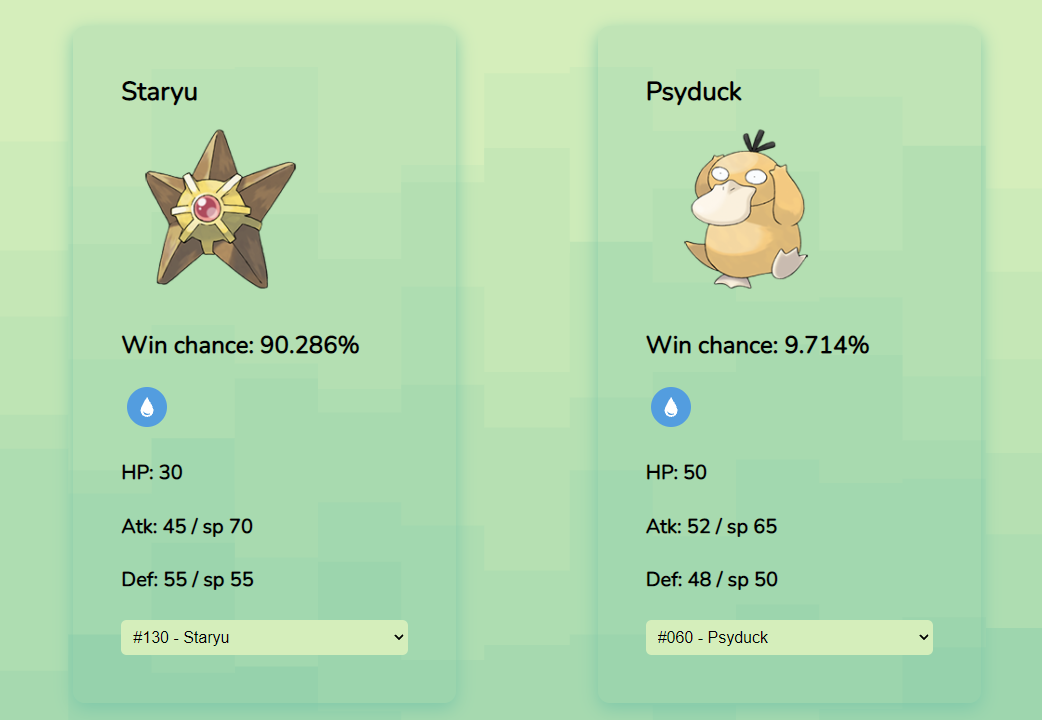 Staryu
Win chance: 90.286%
HP: 30
Atk: 45 / sp 70
Def: 55 / sp 55
#130 - Staryu
Psyduck
Win chance: 9.714%
HP: 50
Atk: 52 / sp 65
Def: 48 / sp 50
#060 - Psyduck